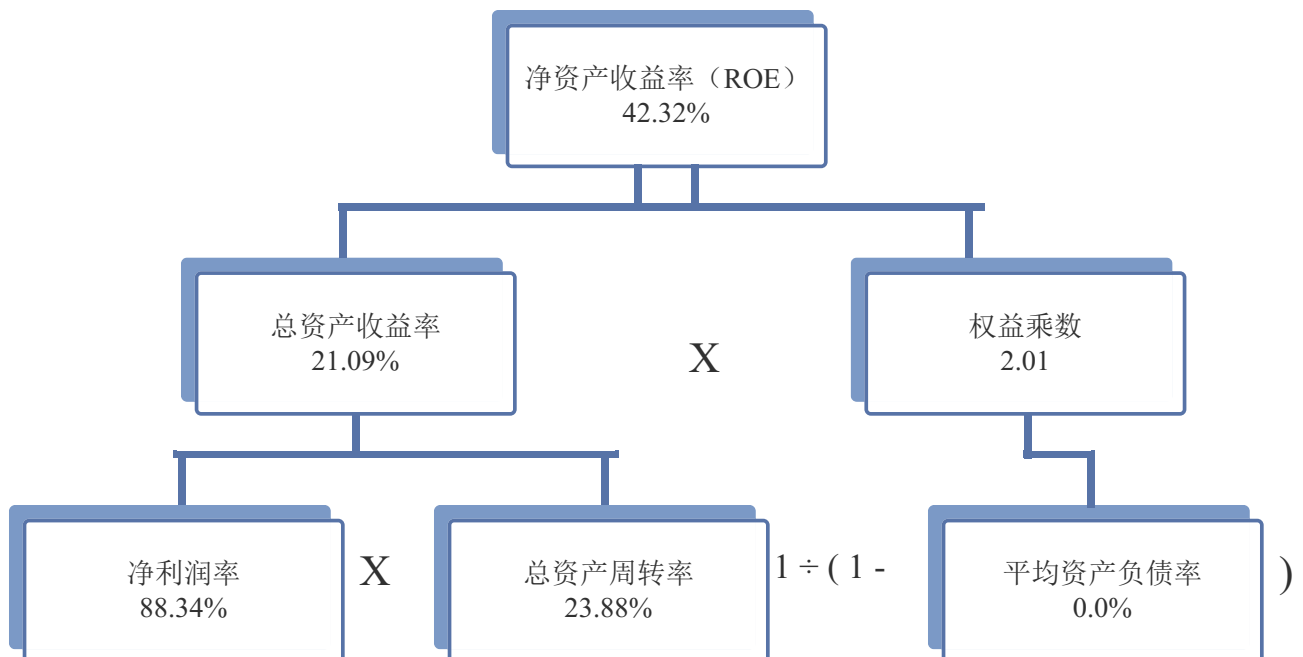 净资产收益率（ROE）
42.32%
总资产收益率
21.09%
X
权益乘数
2.01
净利润率
88.34%
X
总资产周转率
23.88%
1 ÷ ( 1 -
平均资产负债率
0.0%
)